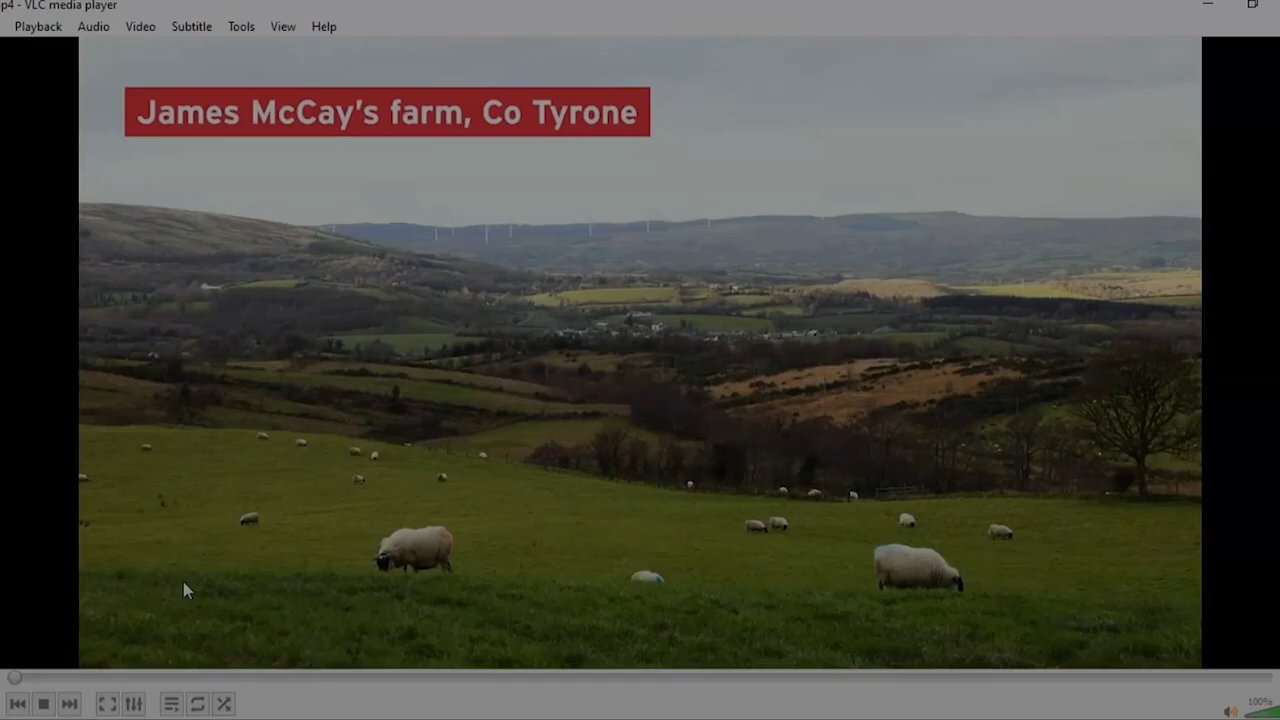 p4 - VLC media player
Playback Audio Video Subtitle Tools View Help
James McCay's farm, Co Tyrone
100%